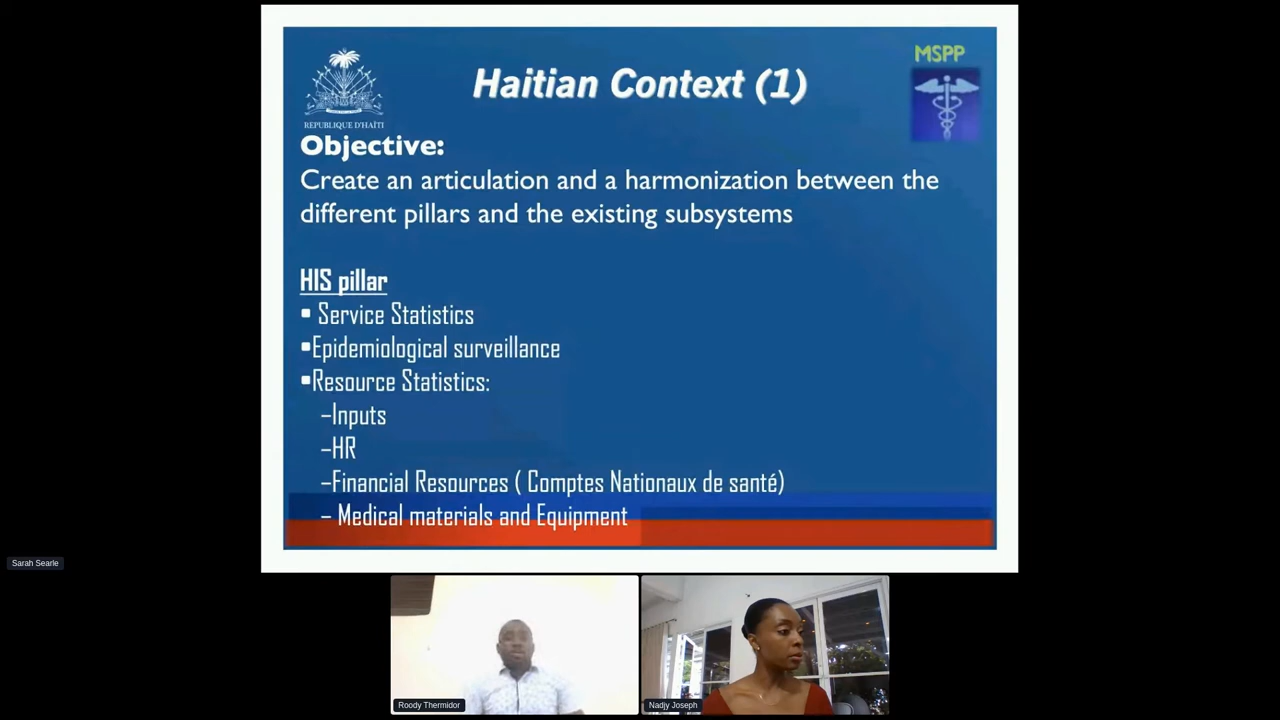 MSPP
Haitian Context (1)
REPUBLIQUE D'HAÏTI
Objective:
Create an articulation and a harmonization between the
different pillars and the existing subsystems
HIS pillar
▪ Service Statistics
▪Epidemiological surveillance
▪Resource Statistics:
–Inputs
–HR
–Financial Resources ( Comptes Nationaux de santé)
– Medical materials and Equipment
Sarah Searle
Roody Thermidor
Nadjy Joseph